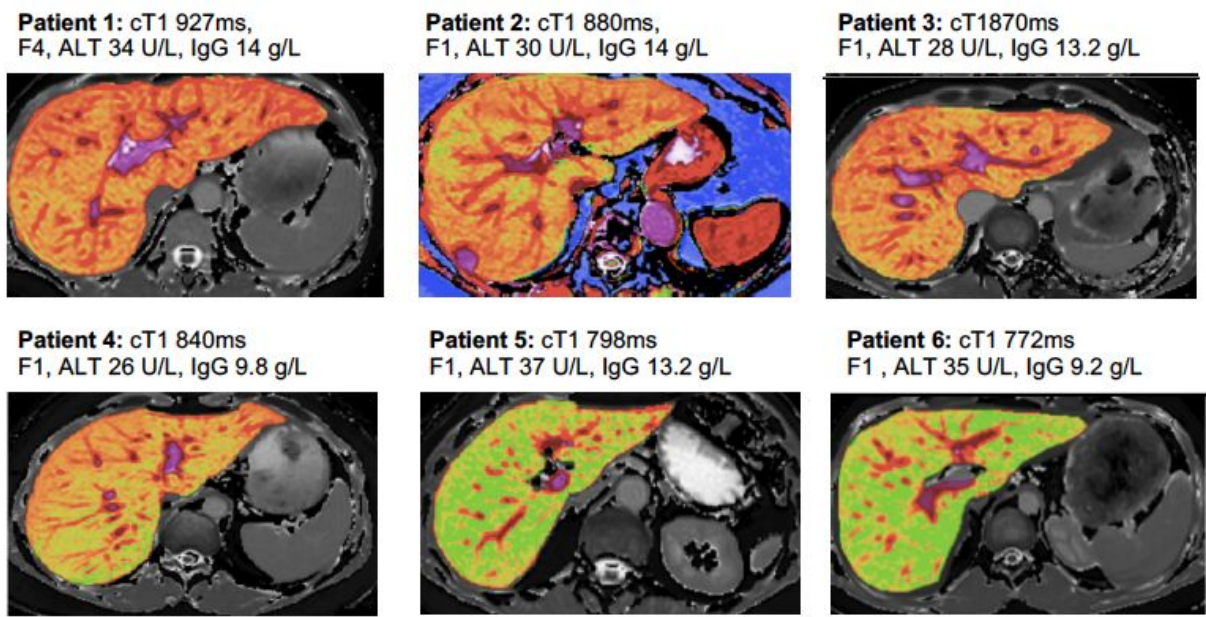 Patient 1: cT1 927ms,
F4, ALT 34 U/L, IgG 14 g/L
Patient 2: cT1 880ms,
F1, ALT 30 U/L, IgG 14 g/L
Patient 3: cT1870ms
F1, ALT 28 U/L, IgG 13.2 g/L
Patient 4: cT1 840ms
F1, ALT 26 U/L, IgG 9.8 g/L
Patient 5: cT1 798ms
F1, ALT 37 U/L, IgG 13.2 g/L
Patient 6: cT1 772ms
F1 , ALT 35 U/L, IgG 9.2 g/L